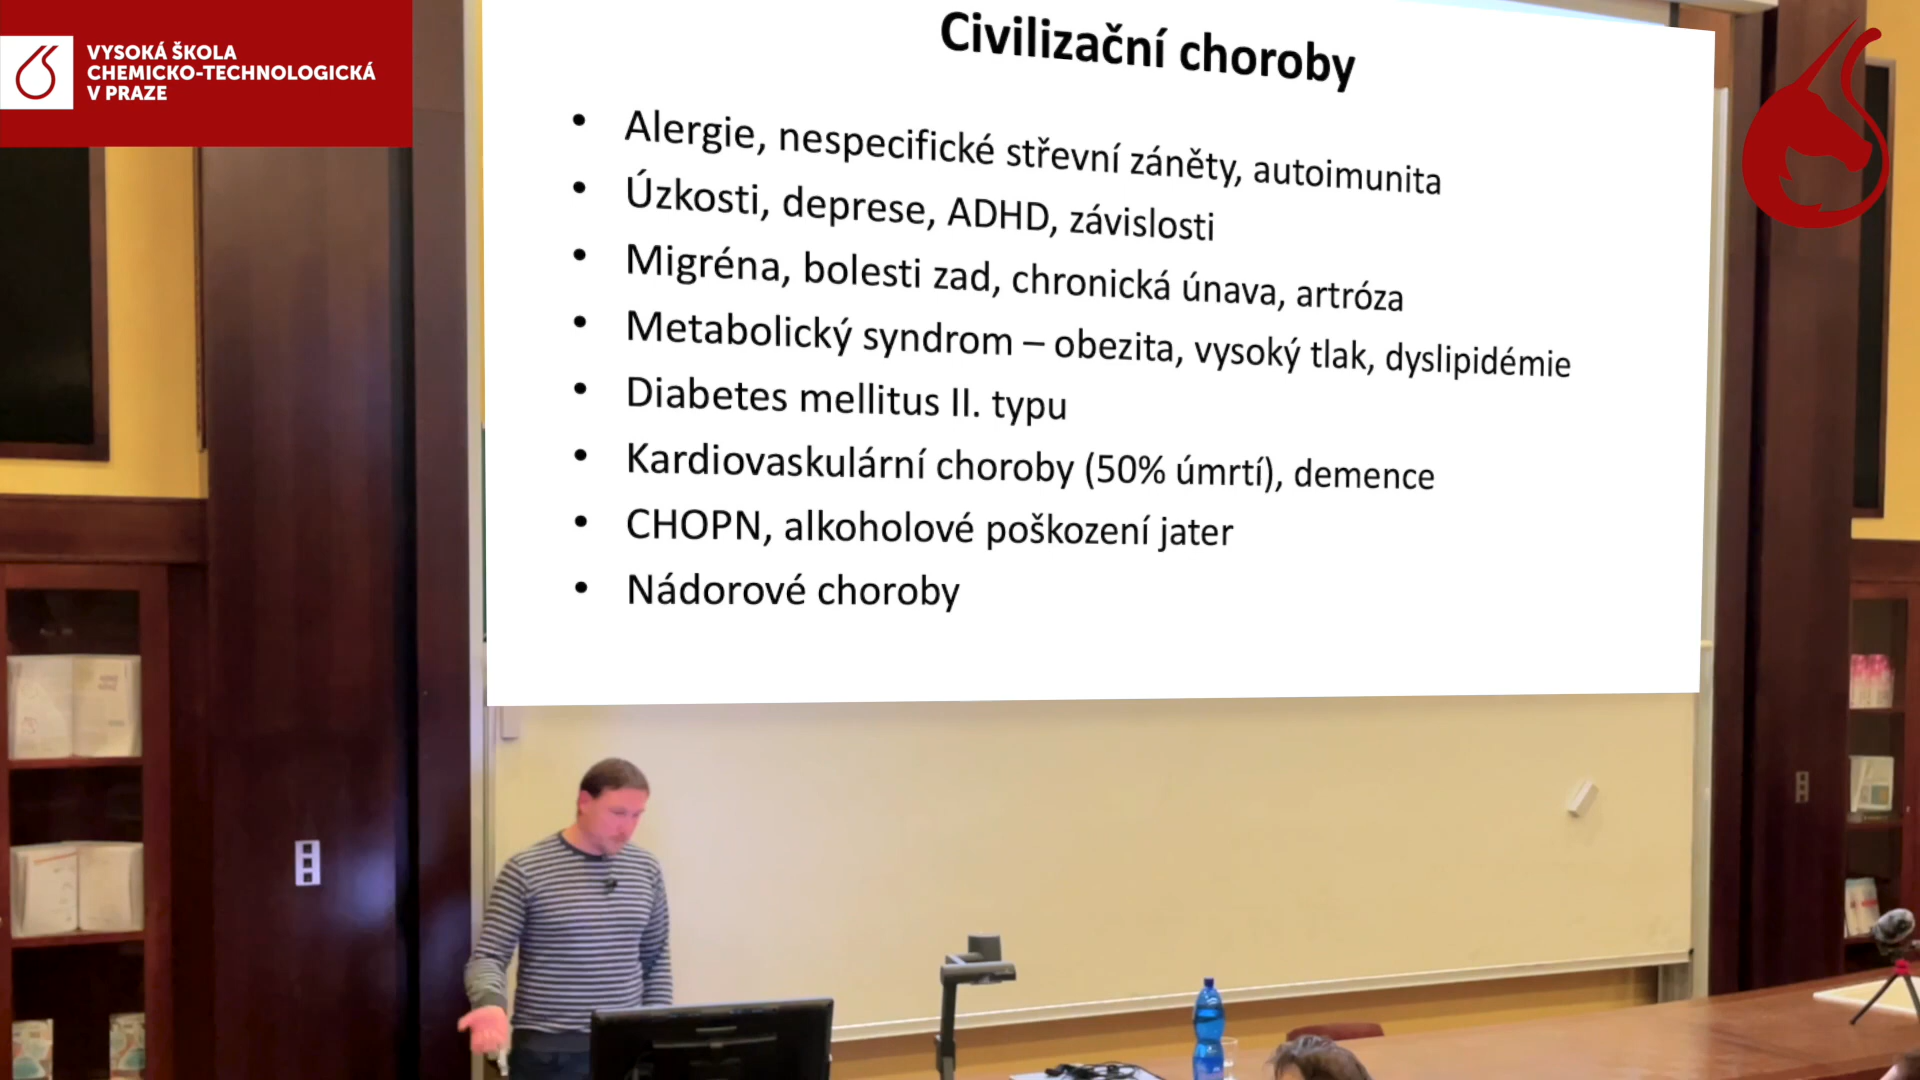 VYSOKÁ ŠKOLA
CHEMICKO-TECHNOLOGICKÁ
V PRAZE
Civilizační choroby
• Alergie, nespecifické střevní záněty, autoimunita
• Úzkosti, deprese, ADHD, závislosti
• Migréna, bolesti zad, chronická únava, artróza
• Metabolický syndrom – obezita, vysoký tlak, dyslipidémie
• Diabetes mellitus II. typu
• Kardiovaskulární choroby (50% úmrtí), demence
• CHOPN, alkoholové poškození jater
• Nádorové choroby